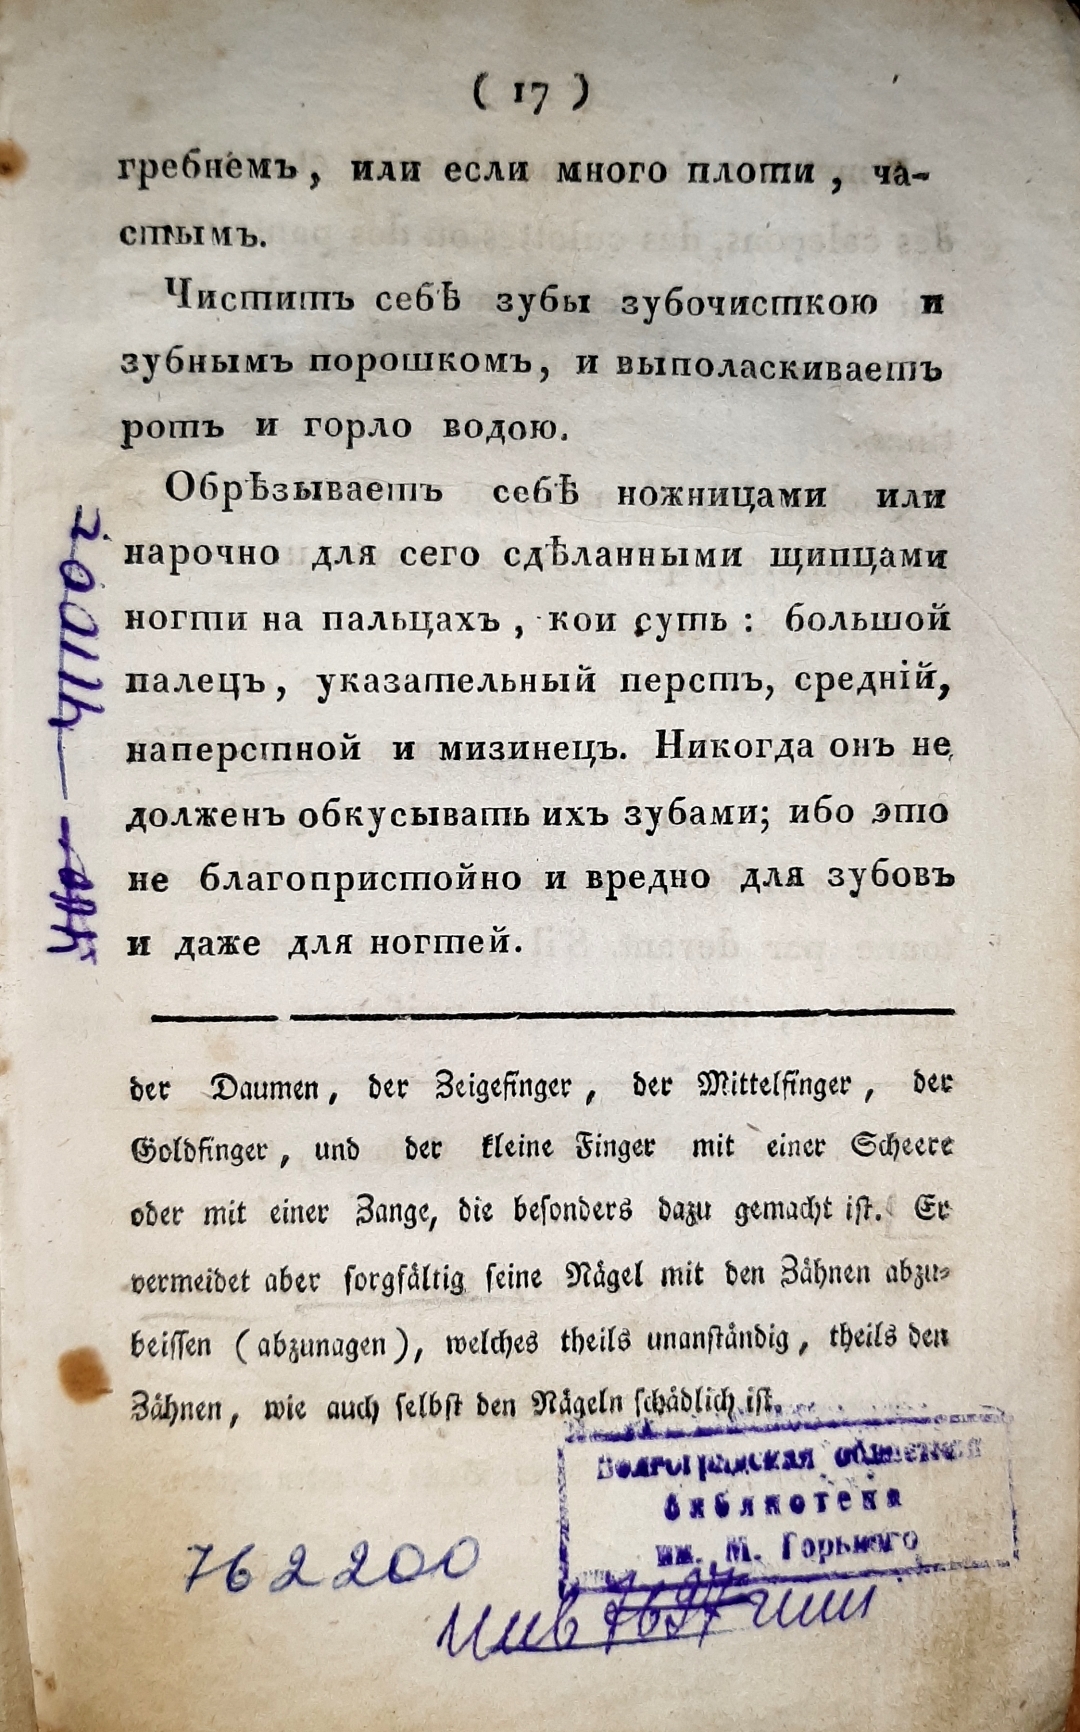 ( 17 )
гребнемъ, или если много плоти, ча-
стымъ.
Чиститъ себѣ зубы зубочисткою и
зубнымъ порошкомъ, и выполаскиваетъ
ротъ и горло водою.
Обрѣзываетъ себѣ ножницами или
нарочно для сего сдѣланными щипцами
ногти на пальцахъ, кои суть: большой
палецъ, указательный перстъ, средній,
наперстной и мизинецъ. Никогда онъ не
долженъ обкусывать ихъ зубами; ибо это
не благопристойно и вредно для зубовъ
и даже для ногтей.
der Daumen, der Zeigefinger, der Mittelfinger, der
Goldfinger, und der kleine Finger mit einer Scheere
oder mit einer Zange, die besonders dazu gemacht ist. Er
vermeidet aber sorgfältig seine Nägel mit den Zähnen abzu-
beissen (abzunagen), welches theils unanständig, theils den
Zähnen, wie auch selbst den Nägeln schädlich ist.
Волгоградская областная
библиотека
им. М. Горького
762200